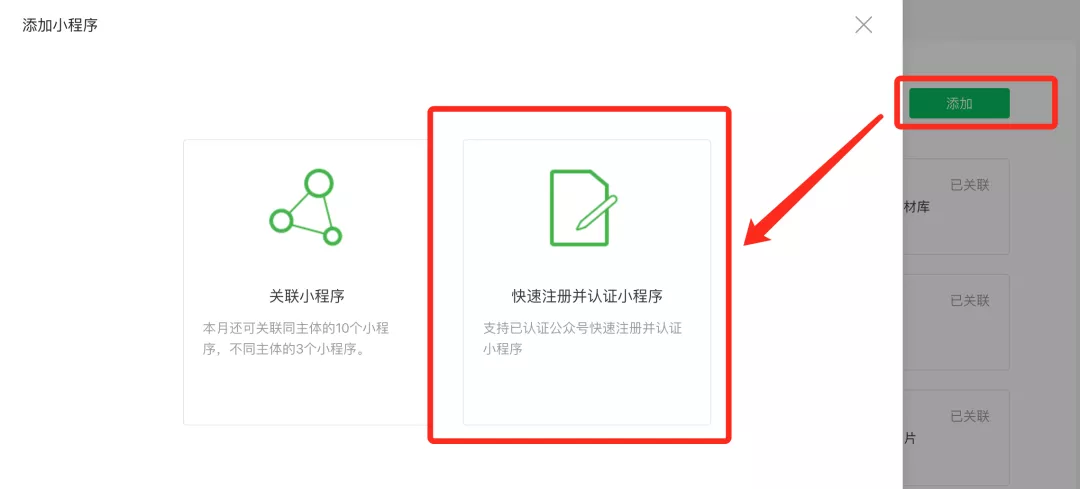 添加小程序
添加
关联小程序
本月还可关联同主体的10个小程
序，不同主体的3个小程序。
快速注册并认证小程序
支持已认证公众号快速注册并认证
小程序
已关联
材库
已关联
已关联
片